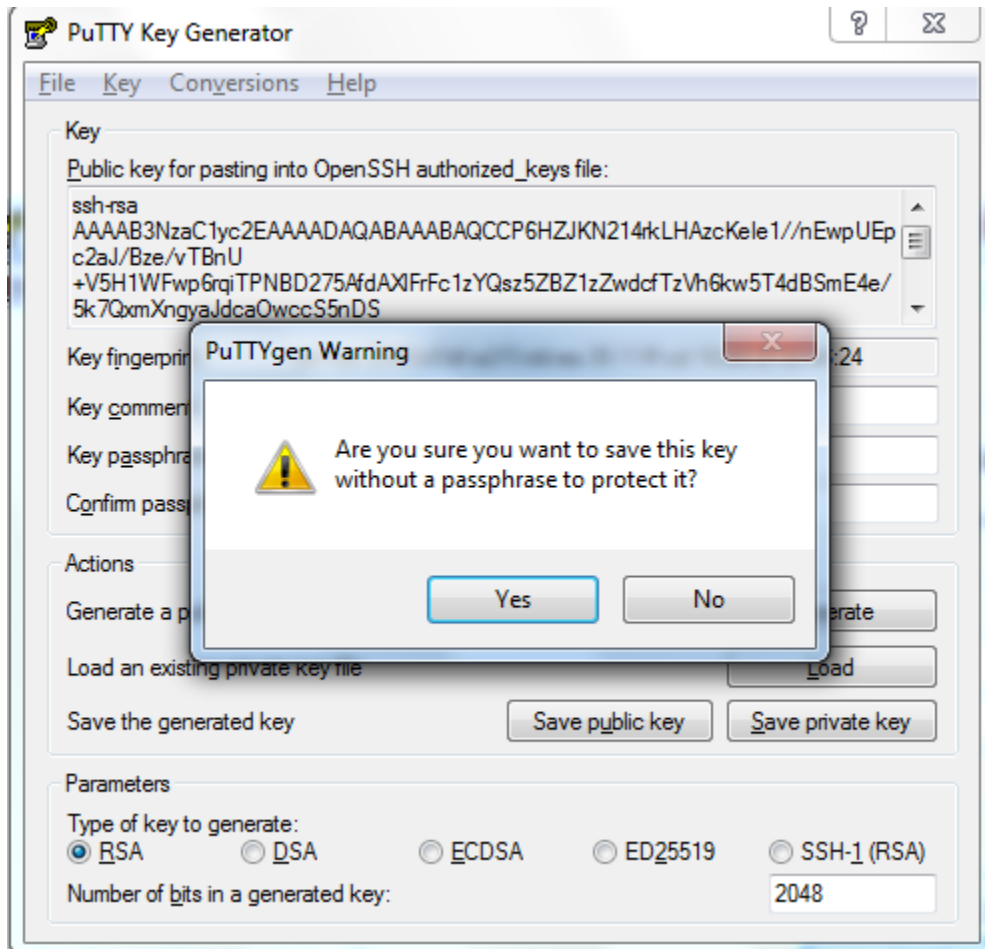 PuTTY Key Generator
File Key Conversions Help
Key
Public key for pasting into OpenSSH authorized_keys file:
ssh-rsa
AAAAB3NzaC1yc2EAAAADAQABAAABAQCCP6HZJKN214rkLHAzcKele1//nEwpUEp
c2aJ/Bze/vTBnU
+V5H1WFwp6rqiTPNBD275AfdAXlFrFc1zYQsz5ZBZ1zZwdcfTzVh6kw5T4dBSmE4e/
5k7QxmXngyaJdcaOwccS5nDS
PuTTYgen Warning
Key fingerprin :24
Key commen
Are you sure you want to save this key
Key passphra
without a passphrase to protect it?
Confirm passp
Actions
Yes No
Generate a p erate
Load an existing private key file Load
Save the generated key Save public key Save private key
Parameters
Type of key to generate:
RSA DSA ECDSA ED25519 SSH-1 (RSA)
Number of bits in a generated key: 2048